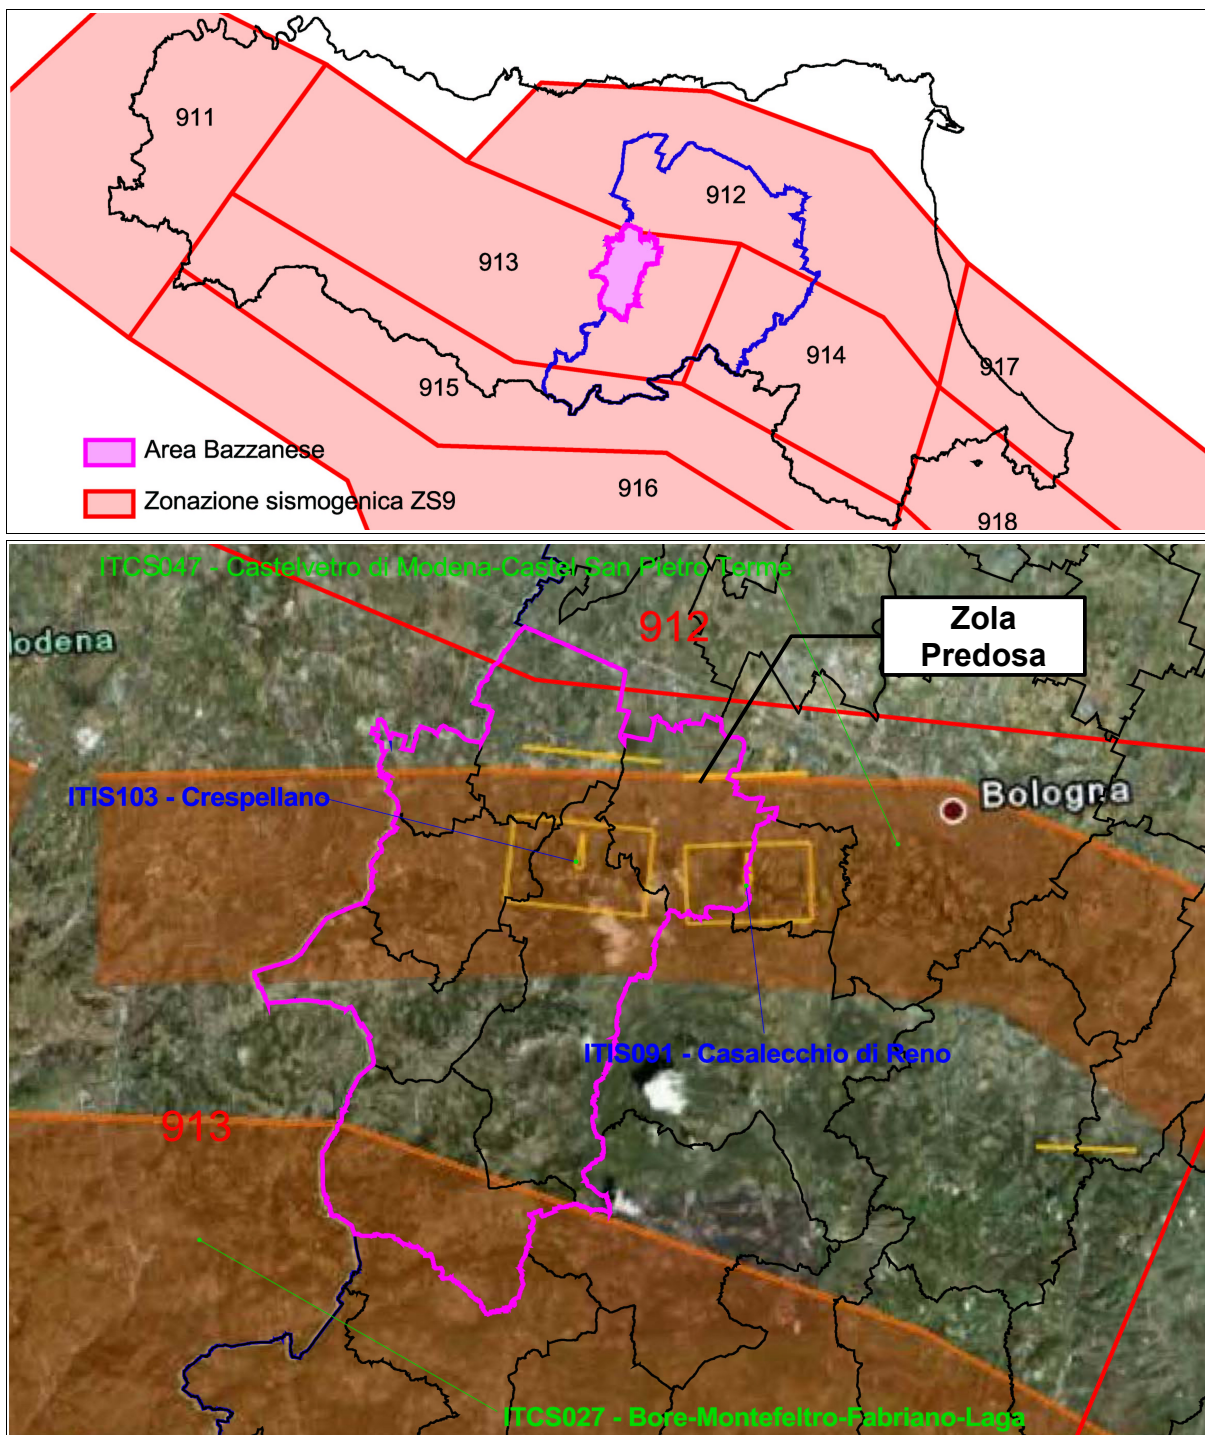 911
912
913
914
917
915
Area Bazzanese
916
Zonazione sismogenica ZS9
918
ITCS047 - Castelvetro di Modena-Castel San Pietro Terme
912
Zola
Predosa
lodena
ITIS103 - Crespellano
Bologna
ITIS091 - Casalecchio di Reno
913
ITCS027 - Bore-Montefeltro-Fabriano-Laga